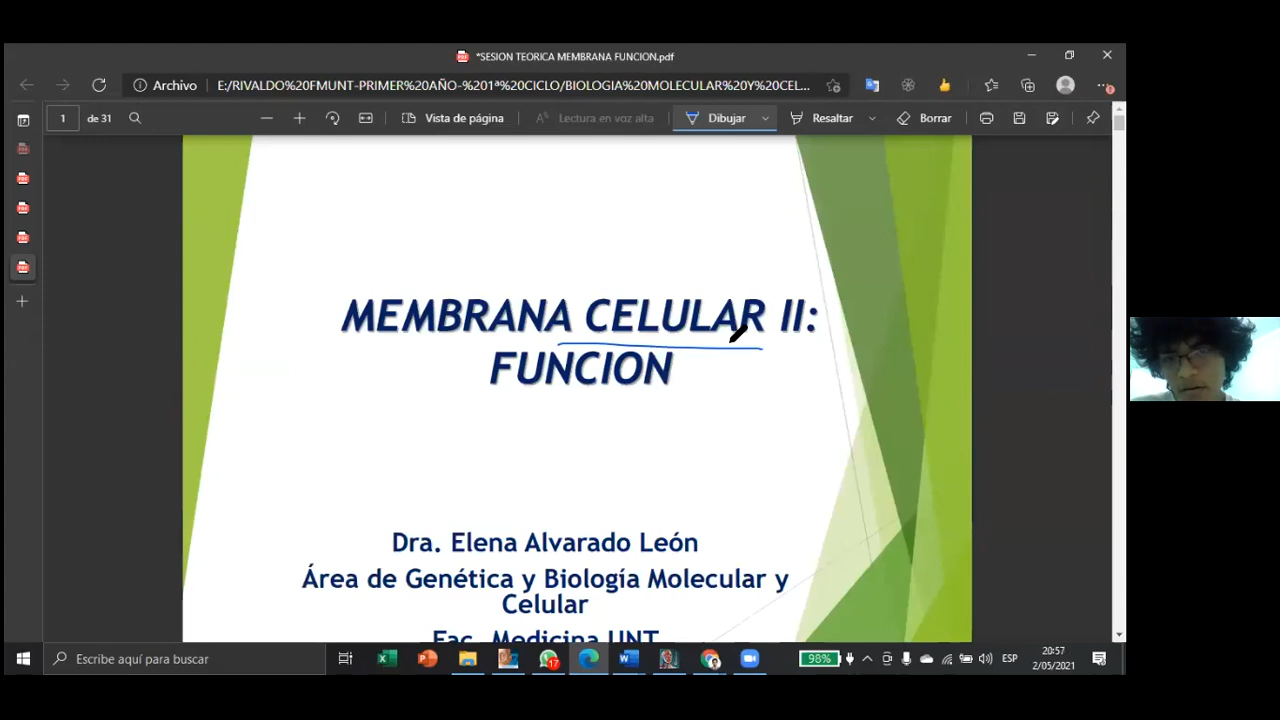 *SESION TEORICA MEMBRANA FUNCION.pdf
Archivo
E:/RIVALDO%20FMUNT-PRIMER%20AÑO-%201ª%20CICLO/BIOLOGIA%20MOLECULAR%20Y%20CEL...
1 de 31
Vista de página
Lectura en voz alta
Dibujar
Resaltar
Borrar
MEMBRANA CELULAR II:
FUNCION
Dra. Elena Alvarado León
Área de Genética y Biología Molecular y
Celular
Fac. Medicina UNT
Escribe aquí para buscar
17
98%
ESP
20:57
2/05/2021